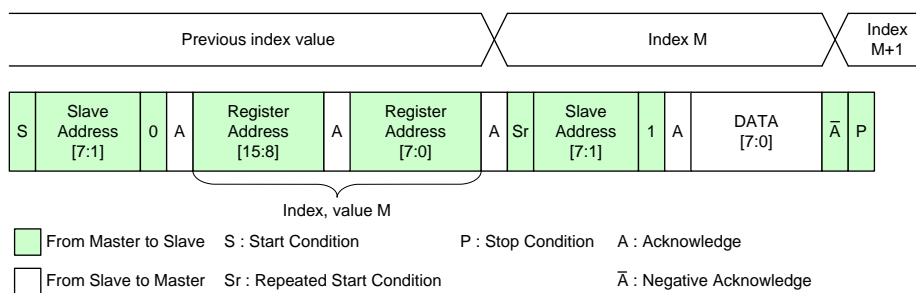 Previous index value
Index M
Index
M+1
S
Slave
Address
[7:1]
0
A
Register
Address
[15:8]
A
Register
Address
[7:0]
A
Sr
Slave
Address
[7:1]
1
A
DATA
[7:0]
A̅
P
Index, value M
From Master to Slave S : Start Condition P : Stop Condition A : Acknowledge
From Slave to Master Sr : Repeated Start Condition A̅ : Negative Acknowledge